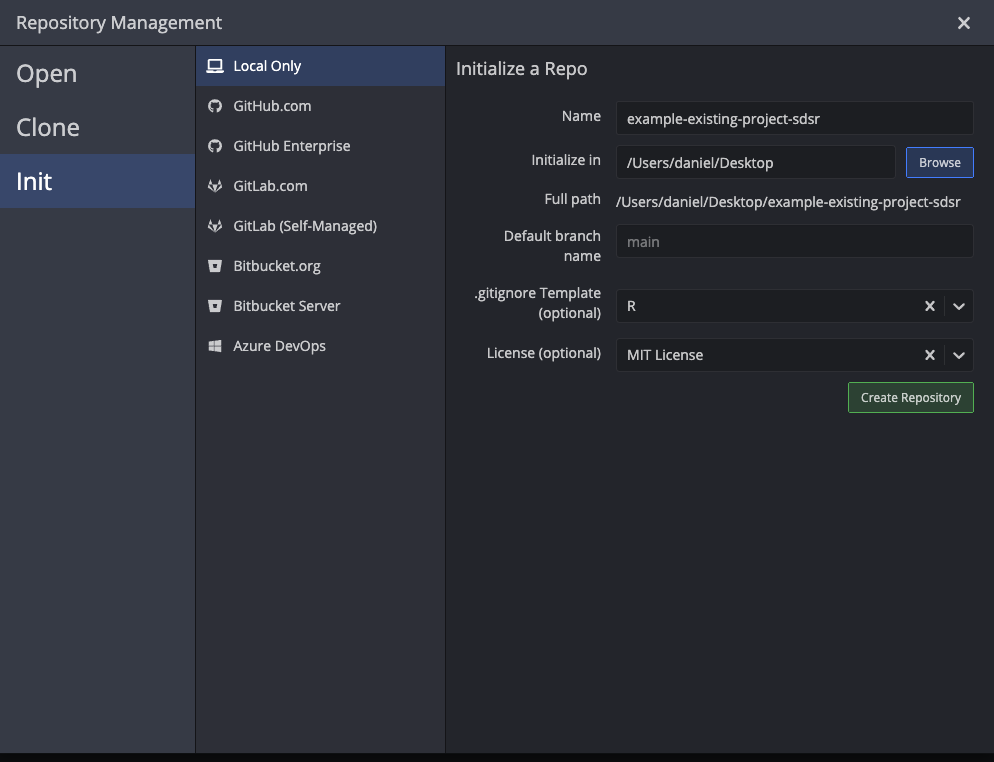 Repository Management
Open
Clone
Init
Local Only
GitHub.com
GitHub Enterprise
GitLab.com
GitLab (Self-Managed)
Bitbucket.org
Bitbucket Server
Azure DevOps
Initialize a Repo
Name example-existing-project-sdsr
Initialize in /Users/daniel/Desktop Browse
Full path /Users/daniel/Desktop/example-existing-project-sdsr
Default branch
name
main
.gitignore Template
(optional)
R
License (optional) MIT License
Create Repository